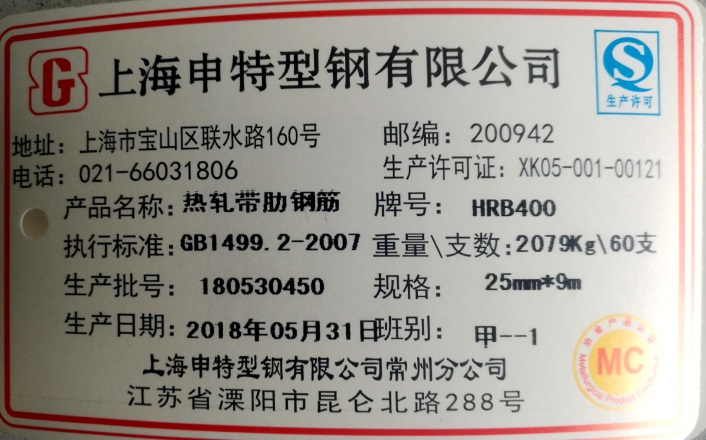 G 上海申特型钢有限公司
生产许可
地址：上海市宝山区联水路160号 邮编：200942
电话：021-66031806 生产许可证：XK05-001-00121
产品名称：热轧带肋钢筋 牌号：HRB400
执行标准：GB1499.2-2007 重量\支数：2079Kg\60支
生产批号：180530450 规格：25mm*9m
生产日期：2018年05月31日 班别：甲--1
上海申特型钢有限公司常州分公司
江苏省溧阳市昆仑北路288号
MC